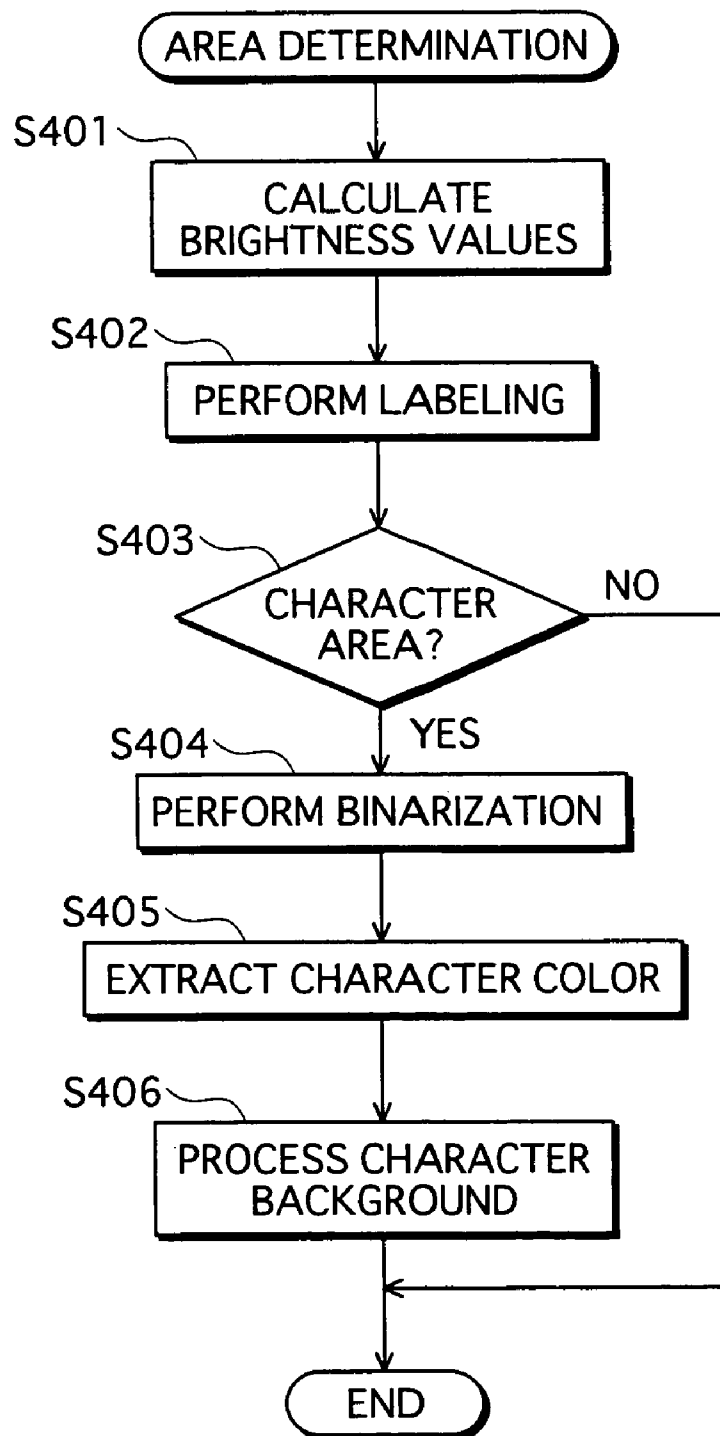 AREA DETERMINATION
S401
CALCULATE
BRIGHTNESS VALUES
S402
PERFORM LABELING
S403
CHARACTER
AREA?
NO
YES
S404
PERFORM BINARIZATION
S405
EXTRACT CHARACTER COLOR
S406
PROCESS CHARACTER
BACKGROUND
END